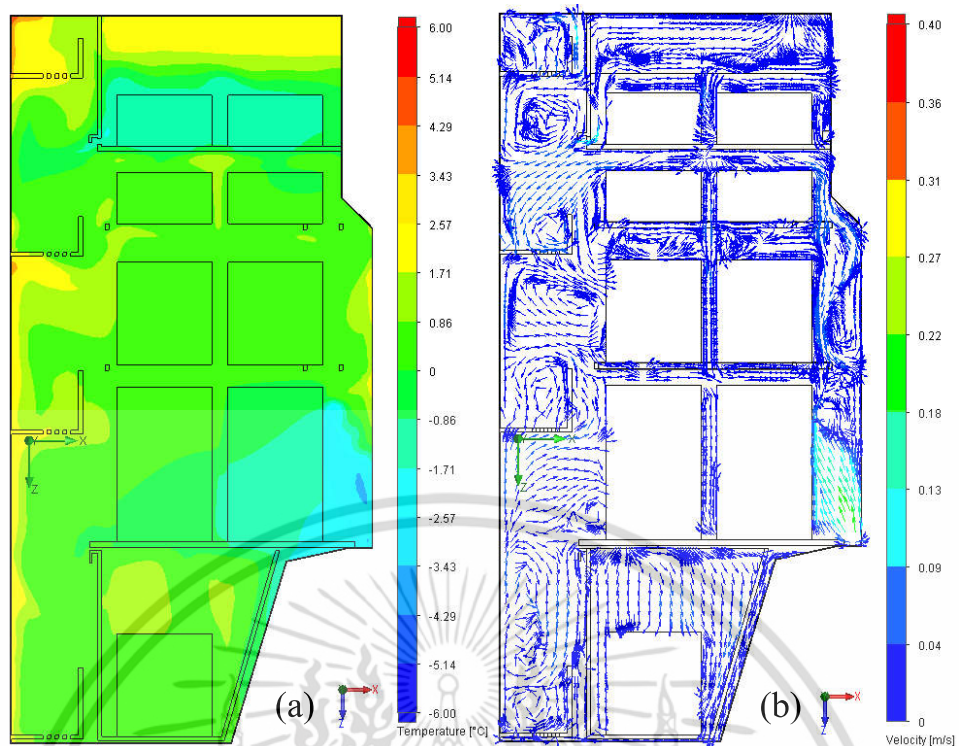 6.00
5.14
4.29
3.43
2.57
1.71
0.86
0
-0.86
-1.71
-2.57
-3.43
-4.29
-5.14
-6.00
Temperature [°C]
X
Z
(a)
X
Z
0.40
0.36
0.31
0.27
0.22
0.18
0.13
0.09
0.04
0
Velocity [m/s]
Z
(b)
X
Z